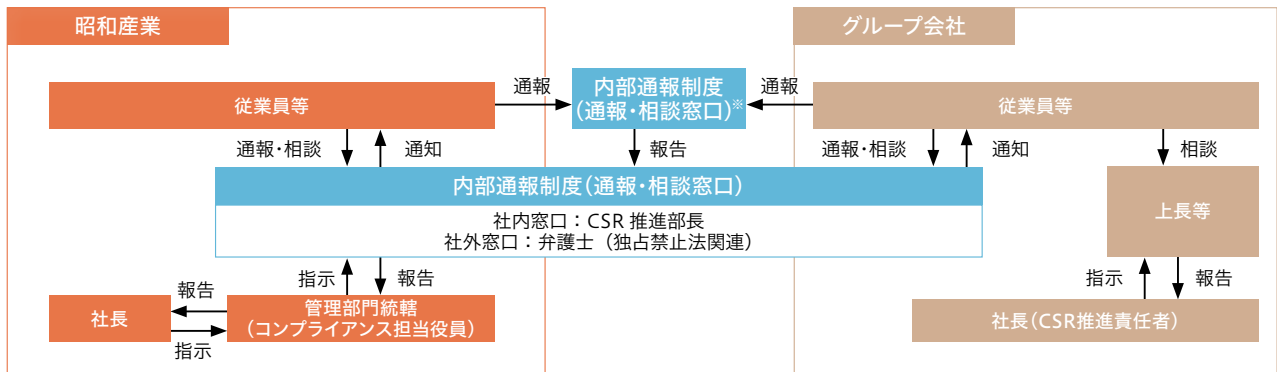 昭和産業
グループ会社
従業員等
通報
内部通報制度
（通報・相談窓口）※
通報
従業員等
通報・相談
通知
報告
通報・相談
通知
相談
内部通報制度（通報・相談窓口）
社内窓口：CSR 推進部長
社外窓口：弁護士（独占禁止法関連）
上長等
指示
報告
指示
報告
社長
報告
指示
管理部門統轄
（コンプライアンス担当役員）
社長（CSR推進責任者）